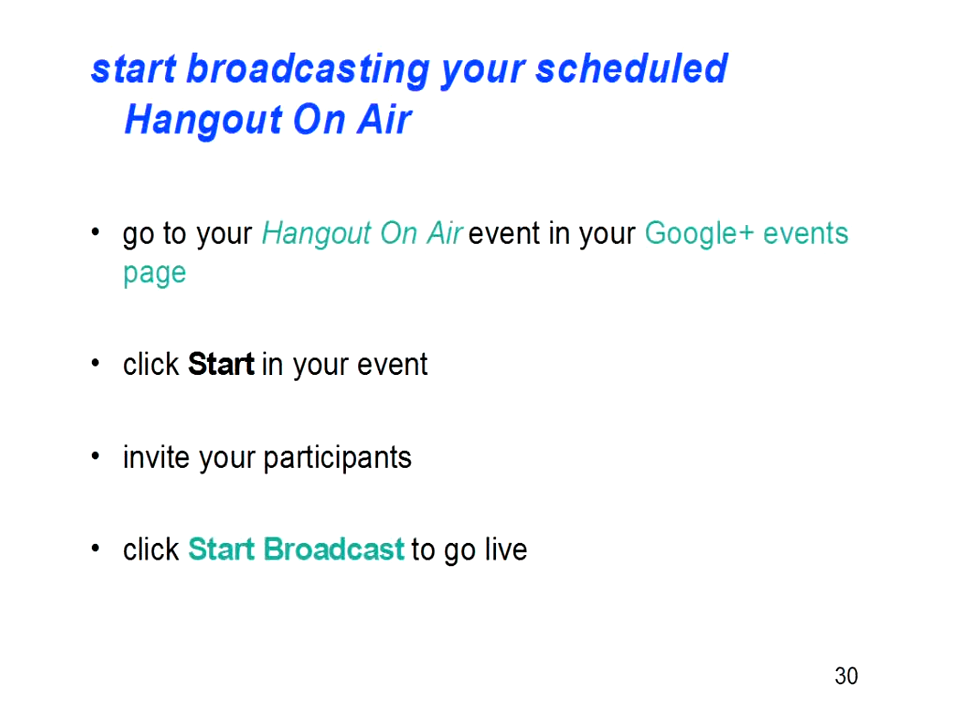 start broadcasting your scheduled
Hangout On Air
• go to your Hangout On Air event in your Google+ events
page
• click Start in your event
• invite your participants
• click Start Broadcast to go live
30